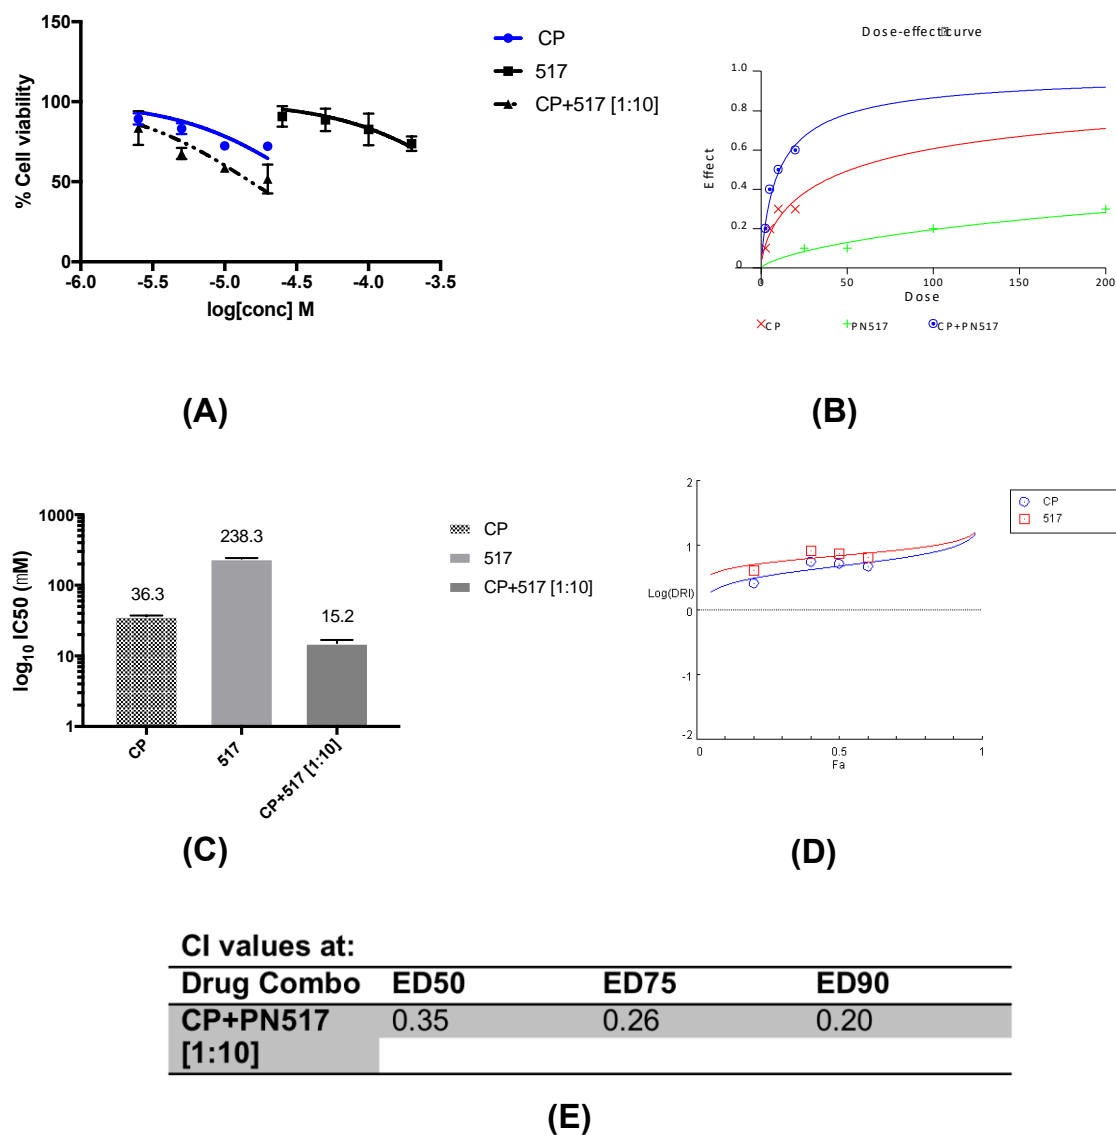 150
100
50
0
% Cell viability
-6.0 -5.5 -5.0 -4.5 -4.0 -3.5
log[conc] M
CP
517
CP+517 [1:10]
(A)
Dose-effect curve
1.0
0.8
0.6
0.4
0.2
0
Effect
0 50 100 150 200
Dose
CP PN517 CP+PN517
(B)
1000
100
10
1
log10 IC50 (mM)
36.3
238.3
15.2
CP
517
CP+517 [1:10]
CP
517
CP+517 [1:10]
(C)
2
1
Log(DRI)
0
-1
-2
0 0.5 1
Fa
CP
517
(D)
CI values at:
Drug Combo ED50 ED75 ED90
CP+PN517 0.35 0.26 0.20
[1:10]
(E)